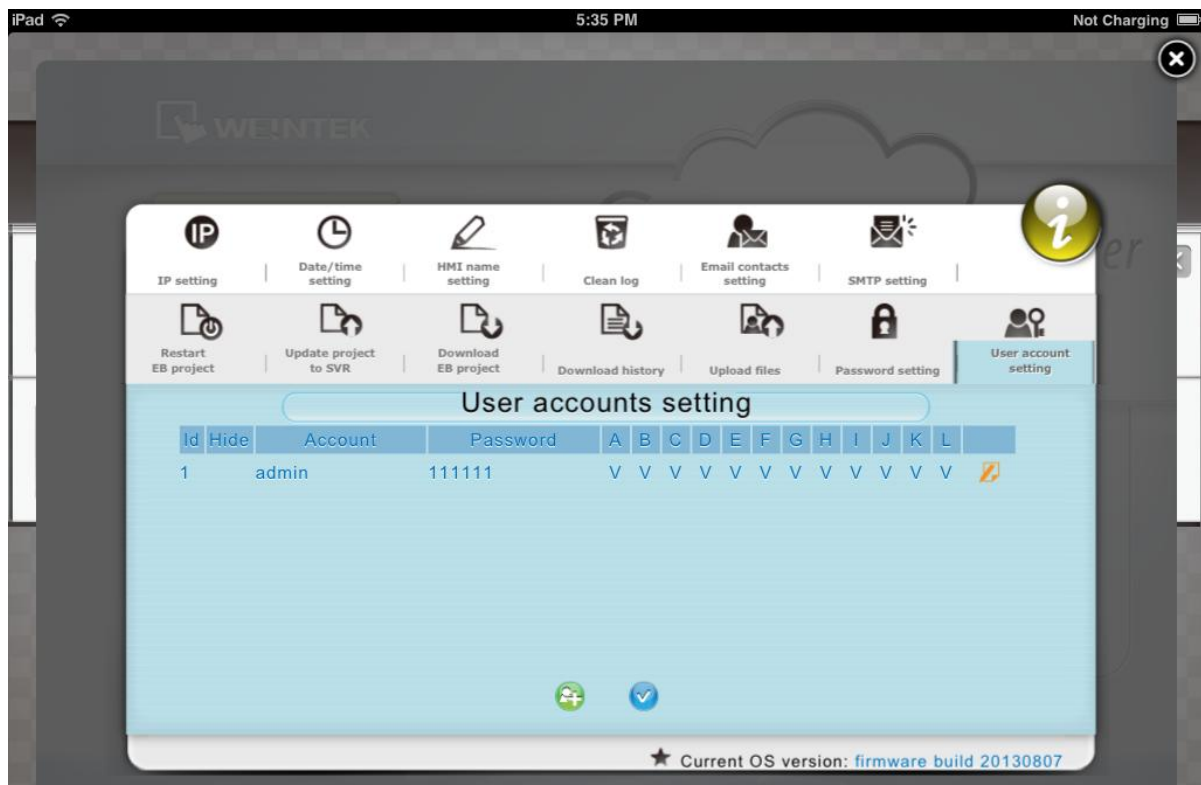 iPad 5:35 PM Not Charging
WEINTEK
er
IP setting
Date/time
setting
HMI name
setting
Clean log
Email contacts
setting
SMTP setting
Restart
EB project
Update project
to SVR
Download
EB project
Download history
Upload files
Password setting
User account
setting
User accounts setting
Id Hide Account Password A B C D E F G H I J K L
1 admin 111111 V V V V V V V V V V V V
★ Current OS version: firmware build 20130807